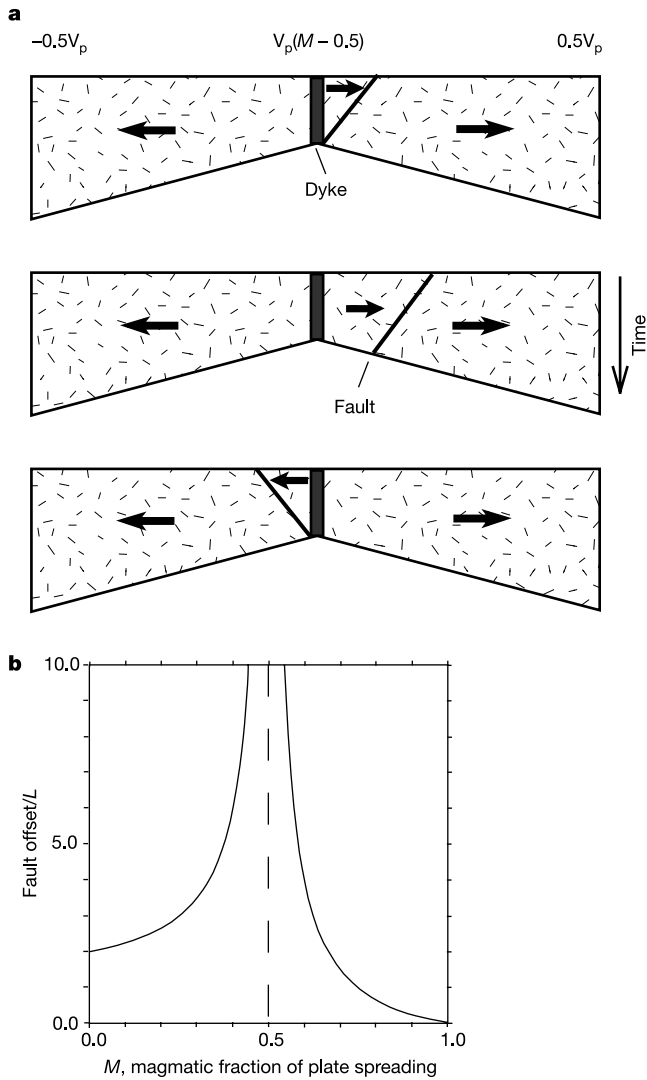 a
–0.5Vp Vp(M – 0.5) 0.5Vp
Dyke
Fault
Time
b
10.0
5.0
0.0
Fault offset/L
0.0 0.5 1.0
M, magmatic fraction of plate spreading